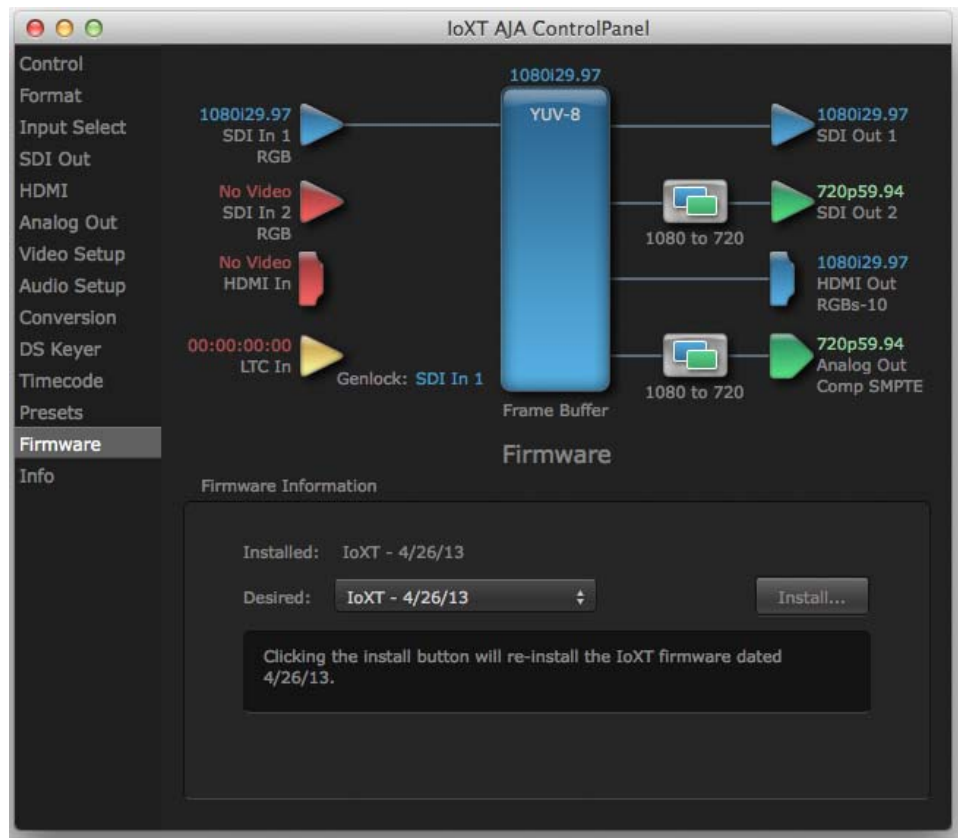 IoXT AJA ControlPanel
Control
Format
Input Select
SDI Out
HDMI
Analog Out
Video Setup
Audio Setup
Conversion
DS Keyer
Timecode
Presets
Firmware
Info
1080i29.97
YUV-8
Frame Buffer
1080i29.97
SDI In 1
RGB
No Video
SDI In 2
RGB
No Video
HDMI In
00:00:00:00
LTC In
Genlock: SDI In 1
1080i29.97
SDI Out 1
1080 to 720
720p59.94
SDI Out 2
1080i29.97
HDMI Out
RGBs-10
1080 to 720
720p59.94
Analog Out
Comp SMPTE
Firmware
Firmware Information
Installed: IoXT - 4/26/13
Desired: IoXT - 4/26/13
Install...
Clicking the install button will re-install the IoXT firmware dated
4/26/13.